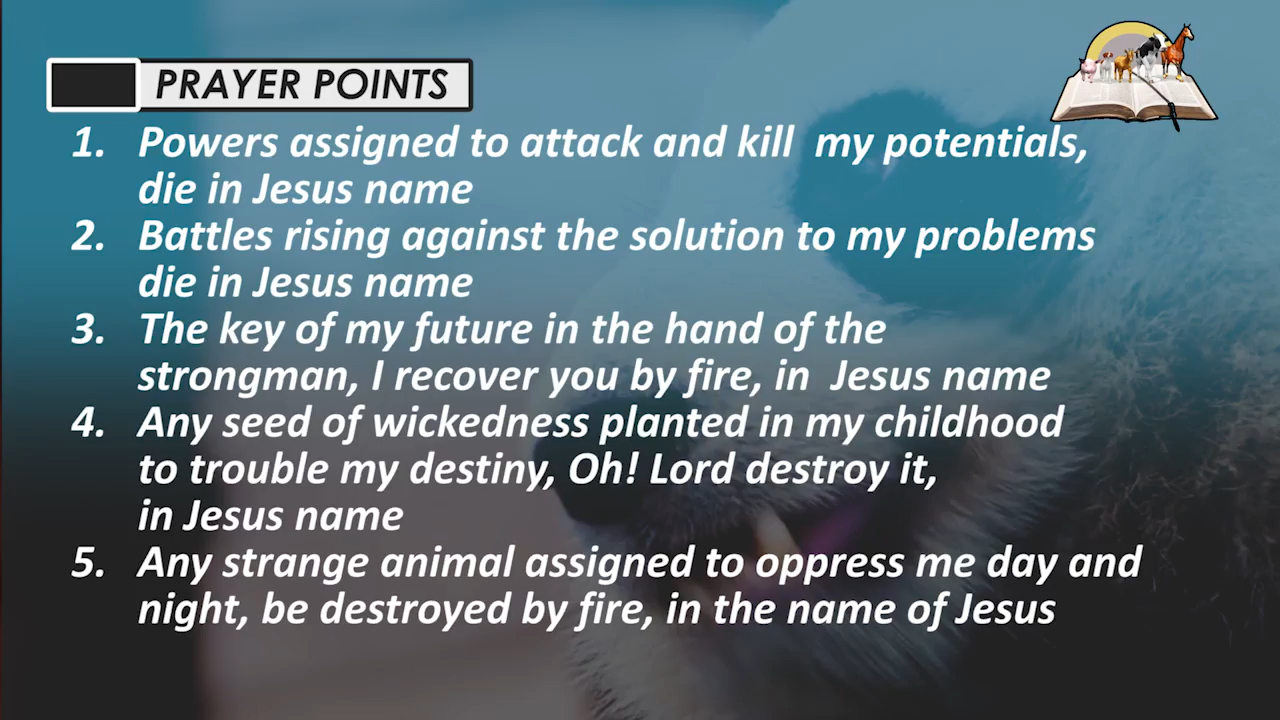 PRAYER POINTS
1. Powers assigned to attack and kill my potentials,
die in Jesus name
2. Battles rising against the solution to my problems
die in Jesus name
3. The key of my future in the hand of the
strongman, I recover you by fire, in Jesus name
4. Any seed of wickedness planted in my childhood
to trouble my destiny, Oh! Lord destroy it,
in Jesus name
5. Any strange animal assigned to oppress me day and
night, be destroyed by fire, in the name of Jesus